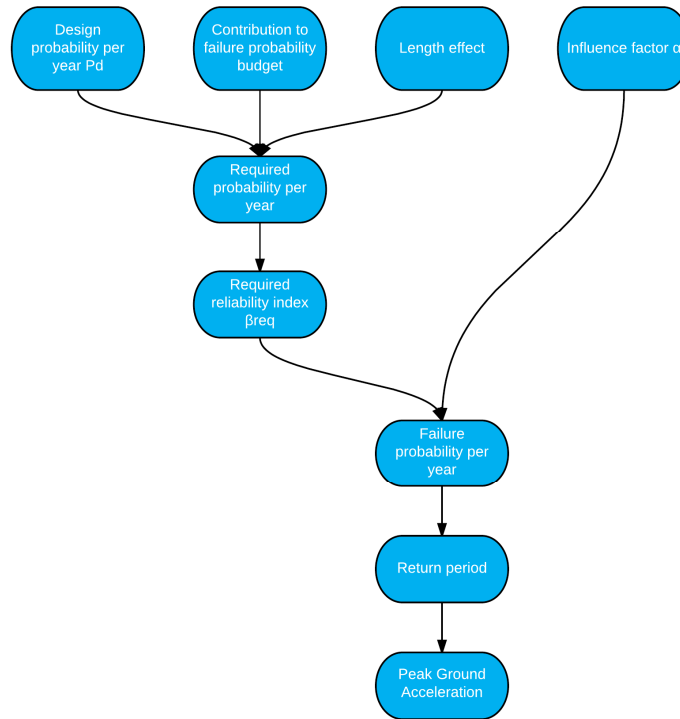 Design
probability per
year Pd
Contribution to
failure probability
budget
Length effect
Influence factor α
Required
probability per
year
Required
reliability index
βreq
Failure
probability per
year
Return period
Peak Ground
Acceleration